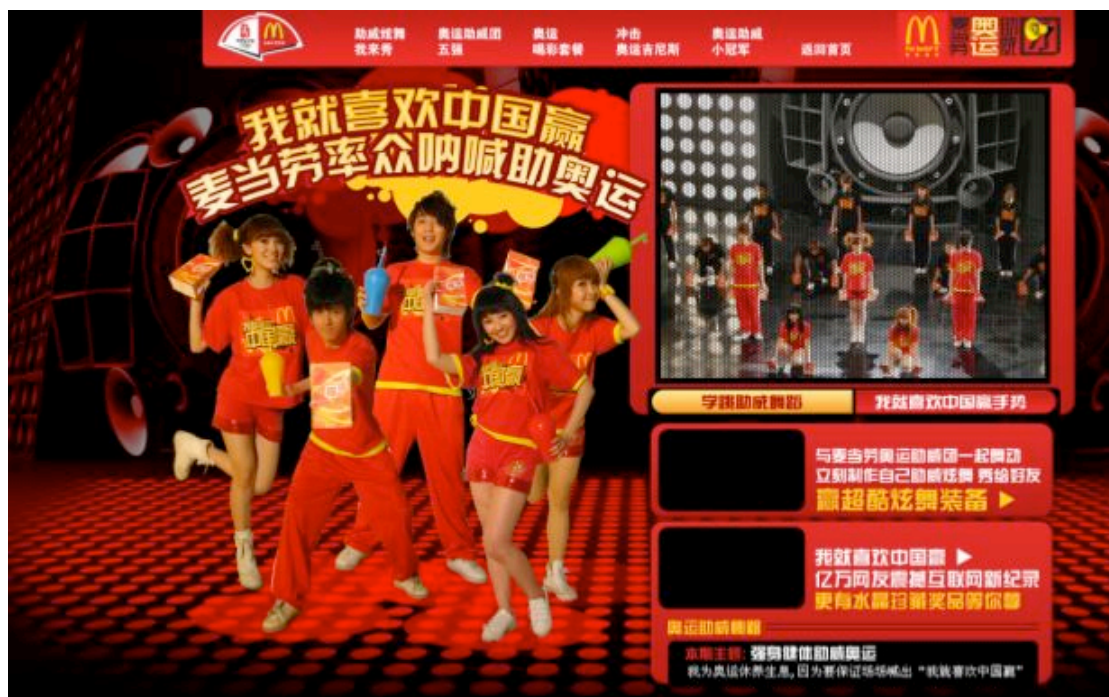 助威炫舞
我来秀
奥运助威团
五强
奥运
喝彩套餐
冲击
奥运吉尼斯
奥运助威
小冠军
返回首页
我就喜欢中国赢
麦当劳率众呐喊助奥运
学跳助威舞蹈
我就喜欢中国赢手势
与麦当劳奥运助威团一起舞动
立刻制作自己助威炫舞 秀给好友
赢超酷炫舞装备
我就喜欢中国赢
亿万网友震撼互联网新纪录
更有水晶珍藏奖品等你尊
奥运助威博客
本期主题: 强身健体助威奥运
我为奥运休养生息,因为要保证场场喊出“我就喜欢中国赢”